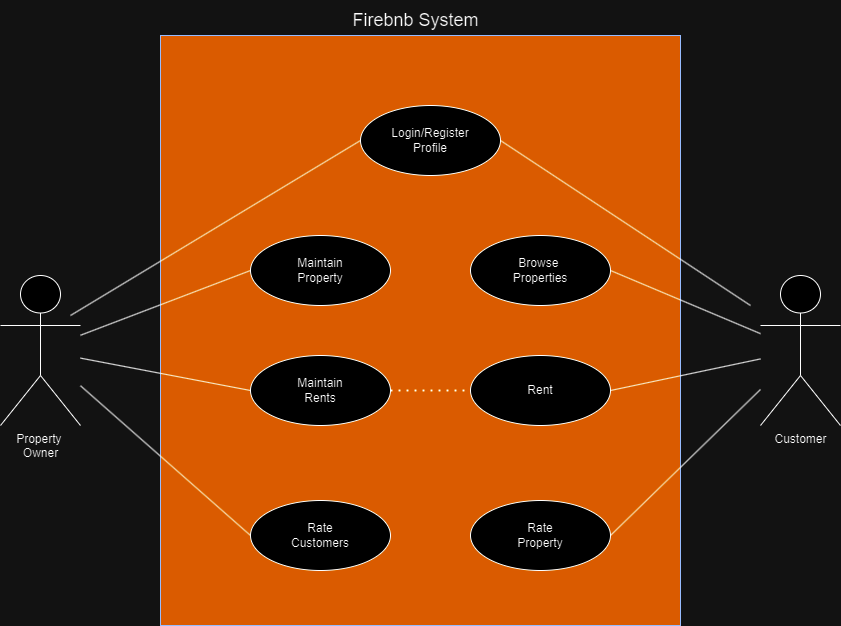 Firebnb System
Login/Register
Profile
Maintain
Property
Browse
Properties
Maintain
Rents
Rent
Property
Owner
Customer
Rate
Customers
Rate
Property